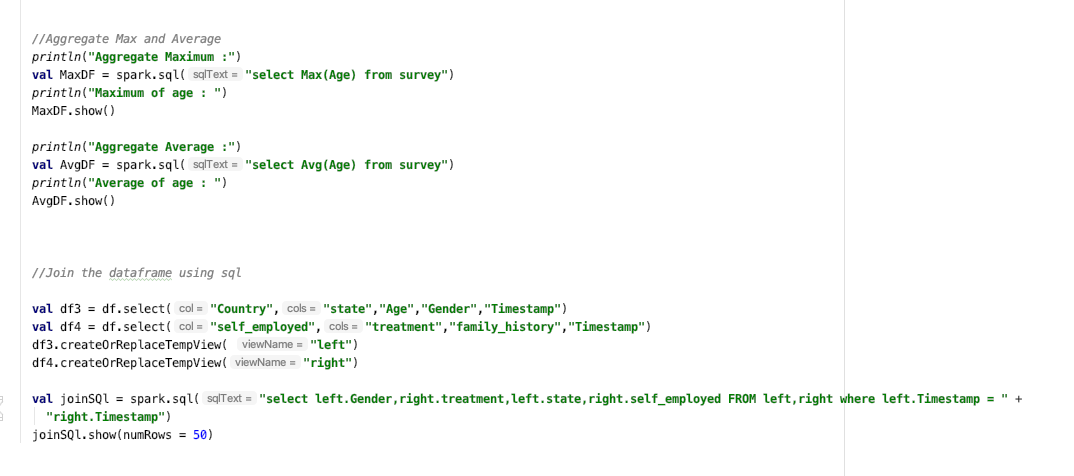 //Aggregate Max and Average
println("Aggregate Maximum :")
val MaxDF = spark.sql( sqlText = "select Max(Age) from survey")
println("Maximum of age : ")
MaxDF.show()
println("Aggregate Average :")
val AvgDF = spark.sql( sqlText = "select Avg(Age) from survey")
println("Average of age : ")
AvgDF.show()
//Join the dataframe using sql
val df3 = df.select( col = "Country", cols = "state","Age","Gender","Timestamp")
val df4 = df.select( col = "self_employed", cols = "treatment","family_history","Timestamp")
df3.createOrReplaceTempView( viewName = "left")
df4.createOrReplaceTempView( viewName = "right")
val joinSQl = spark.sql( sqlText = "select left.Gender,right.treatment,left.state,right.self_employed FROM left,right where left.Timestamp = " +
"right.Timestamp")
joinSQl.show(numRows = 50)